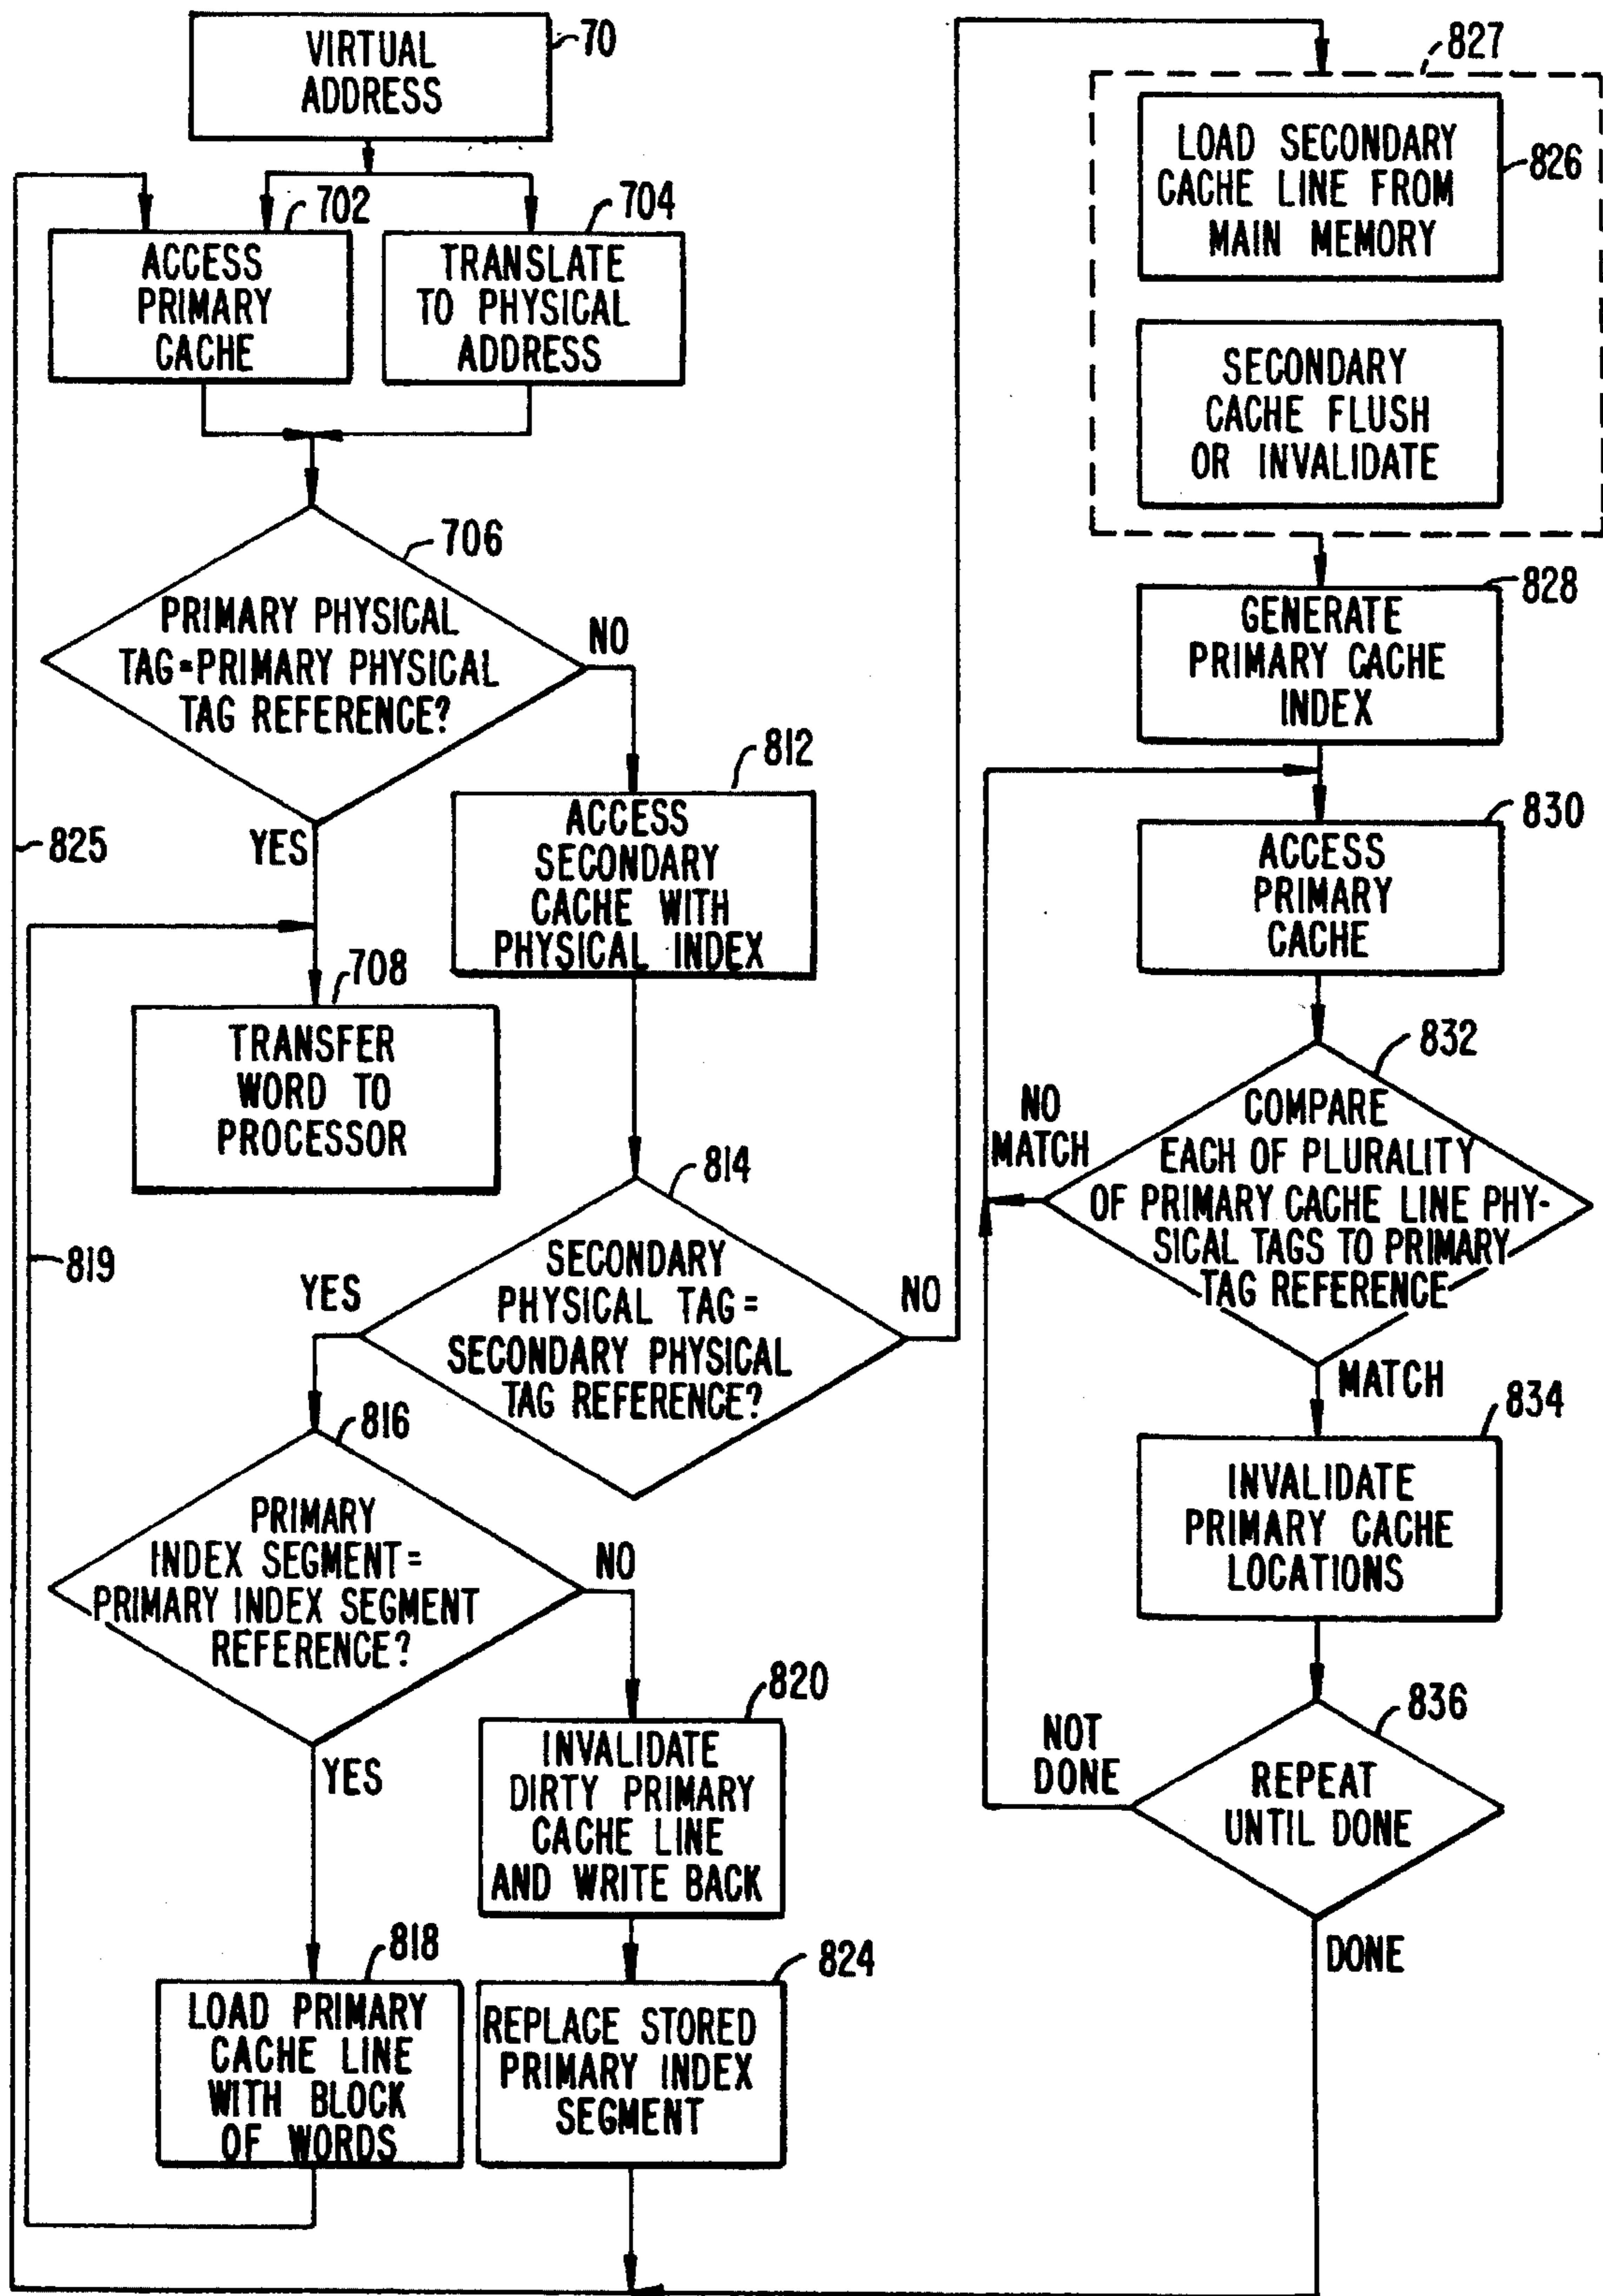 VIRTUAL
ADDRESS
70
702
ACCESS
PRIMARY
CACHE
704
TRANSLATE
TO PHYSICAL
ADDRESS
706
PRIMARY PHYSICAL
TAG=PRIMARY PHYSICAL
TAG REFERENCE?
NO
YES
825
812
ACCESS
SECONDARY
CACHE WITH
PHYSICAL INDEX
708
TRANSFER
WORD TO
PROCESSOR
819
814
SECONDARY
PHYSICAL TAG=
SECONDARY PHYSICAL
TAG REFERENCE?
YES
NO
816
PRIMARY
INDEX SEGMENT=
PRIMARY INDEX SEGMENT
REFERENCE?
NO
YES
820
INVALIDATE
DIRTY PRIMARY
CACHE LINE
AND WRITE BACK
818
LOAD PRIMARY
CACHE LINE
WITH BLOCK
OF WORDS
824
REPLACE STORED
PRIMARY INDEX
SEGMENT
827
LOAD SECONDARY
CACHE LINE FROM
MAIN MEMORY
826
SECONDARY
CACHE FLUSH
OR INVALIDATE
828
GENERATE
PRIMARY CACHE
INDEX
830
ACCESS
PRIMARY
CACHE
832
COMPARE
EACH OF PLURALITY
OF PRIMARY CACHE LINE PHY-
SICAL TAGS TO PRIMARY
TAG REFERENCE
NO
MATCH
MATCH
834
INVALIDATE
PRIMARY CACHE
LOCATIONS
836
REPEAT
UNTIL DONE
NOT
DONE
DONE